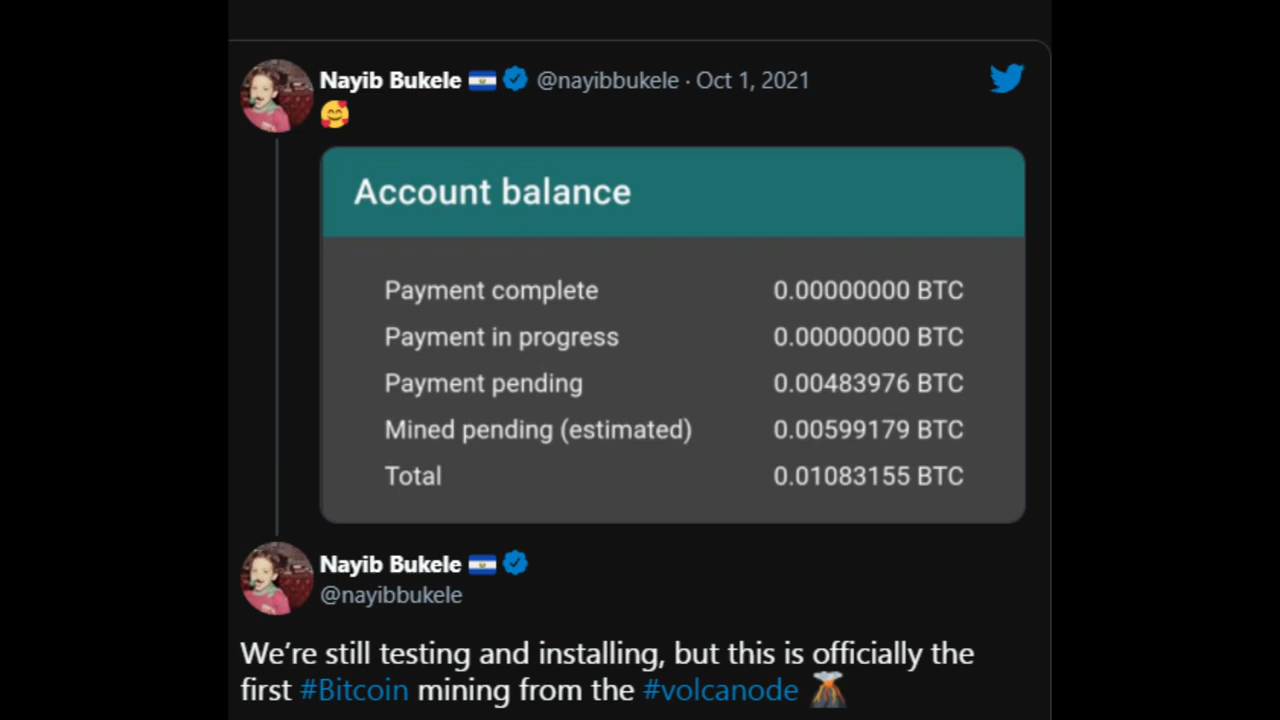 Nayib Bukele 🇸🇻 @nayibbukele · Oct 1, 2021
🥰
Account balance
Payment complete 0.00000000 BTC
Payment in progress 0.00000000 BTC
Payment pending 0.00483976 BTC
Mined pending (estimated) 0.00599179 BTC
Total 0.01083155 BTC
Nayib Bukele 🇸🇻
@nayibbukele
We’re still testing and installing, but this is officially the
first #Bitcoin mining from the #volcanode 🌋